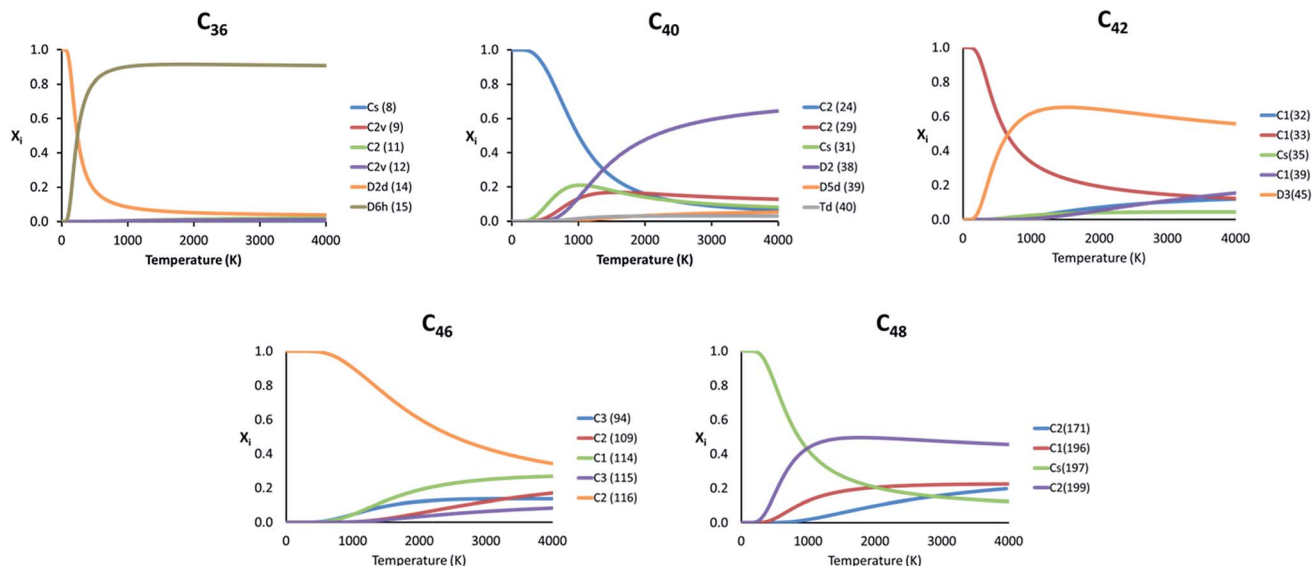 C36
1.0
0.8
0.6
Xi
0.4
0.2
0.0
0
1000
2000
3000
4000
Temperature (K)
Cs (8)
C2v (9)
C2 (11)
C2v (12)
D2d (14)
D6h (15)
C40
1.0
0.8
0.6
Xi
0.4
0.2
0.0
0
1000
2000
3000
4000
Temperature (K)
C2 (24)
C2 (29)
Cs (31)
D2 (38)
D5d (39)
Td (40)
C42
1.0
0.8
0.6
Xi
0.4
0.2
0.0
0
1000
2000
3000
4000
Temperature (K)
C1(32)
C1(33)
Cs(35)
C1(39)
D3(45)
C46
1.0
0.8
0.6
Xi
0.4
0.2
0.0
0
1000
2000
3000
4000
Temperature (K)
C3 (94)
C2 (109)
C1 (114)
C3 (115)
C2 (116)
C48
1.0
0.8
0.6
Xi
0.4
0.2
0.0
0
1000
2000
3000
4000
Temperature (K)
C2(171)
C1(196)
Cs(197)
C2(199)